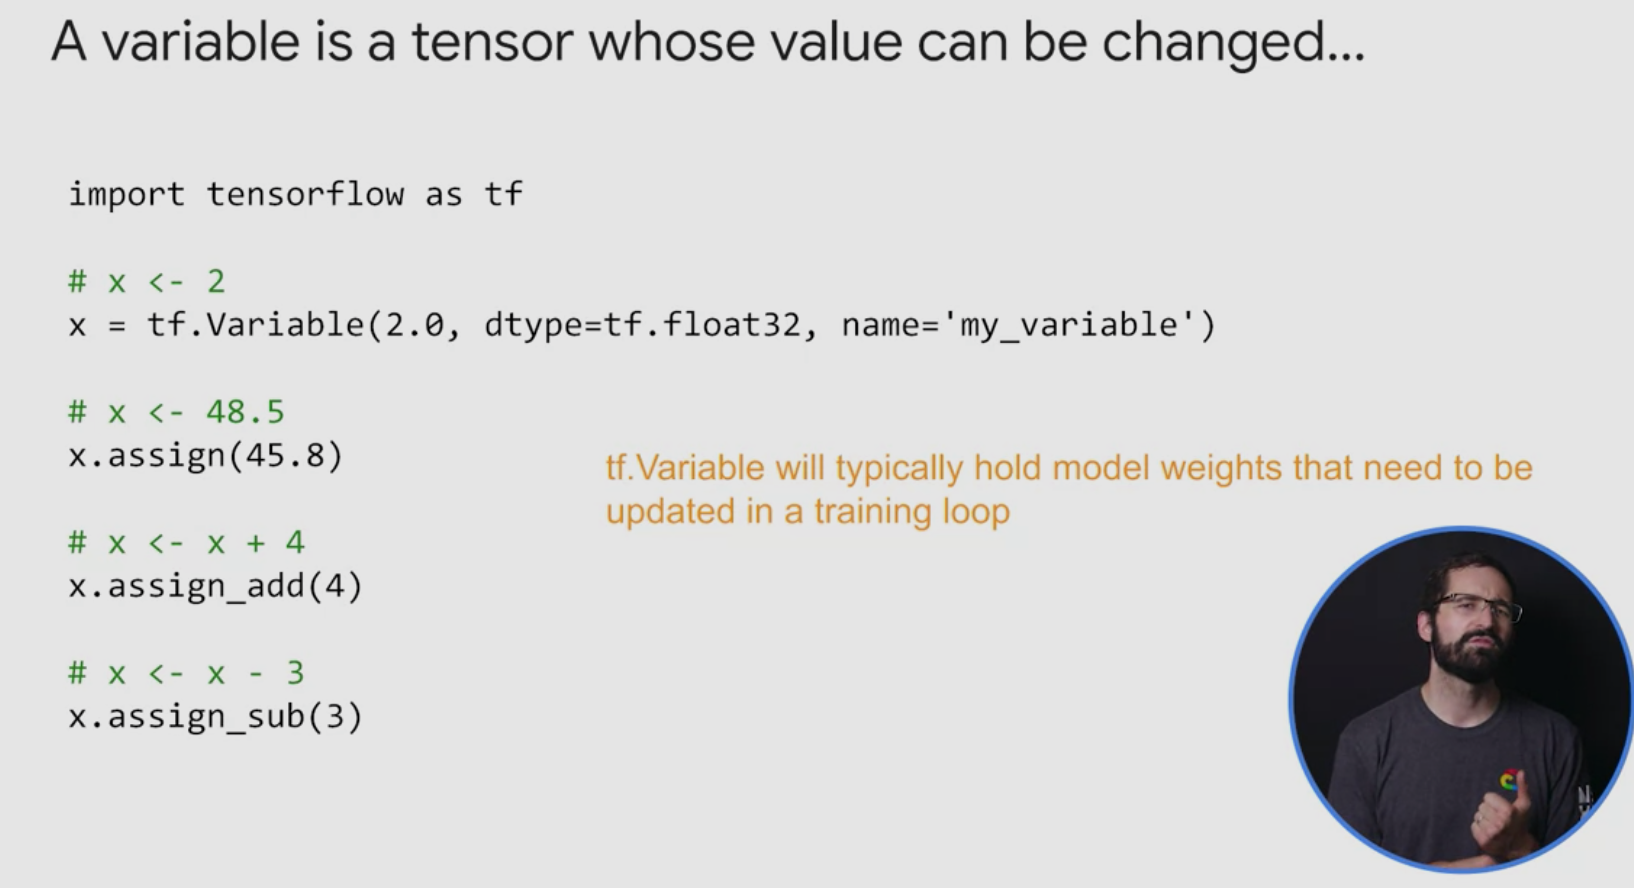 A variable is a tensor whose value can be changed...
import tensorflow as tf
# x <- 2
x = tf.Variable(2.0, dtype=tf.float32, name='my_variable')
# x <- 48.5
x.assign(45.8)
tf.Variable will typically hold model weights that need to be
updated in a training loop
# x <- x + 4
x.assign_add(4)
# x <- x - 3
x.assign_sub(3)